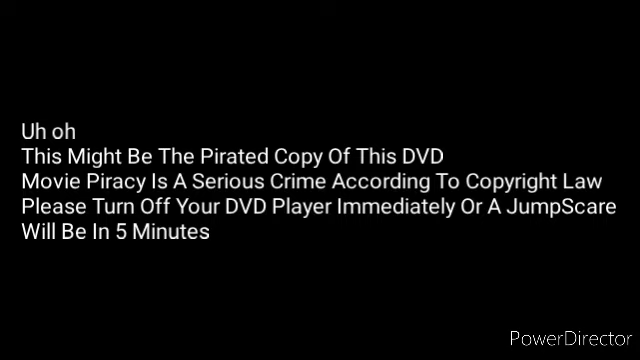 Uh oh
This Might Be The Pirated Copy Of This DVD
Movie Piracy Is A Serious Crime According To Copyright Law
Please Turn Off Your DVD Player Immediately Or A JumpScare
Will Be In 5 Minutes
PowerDirector